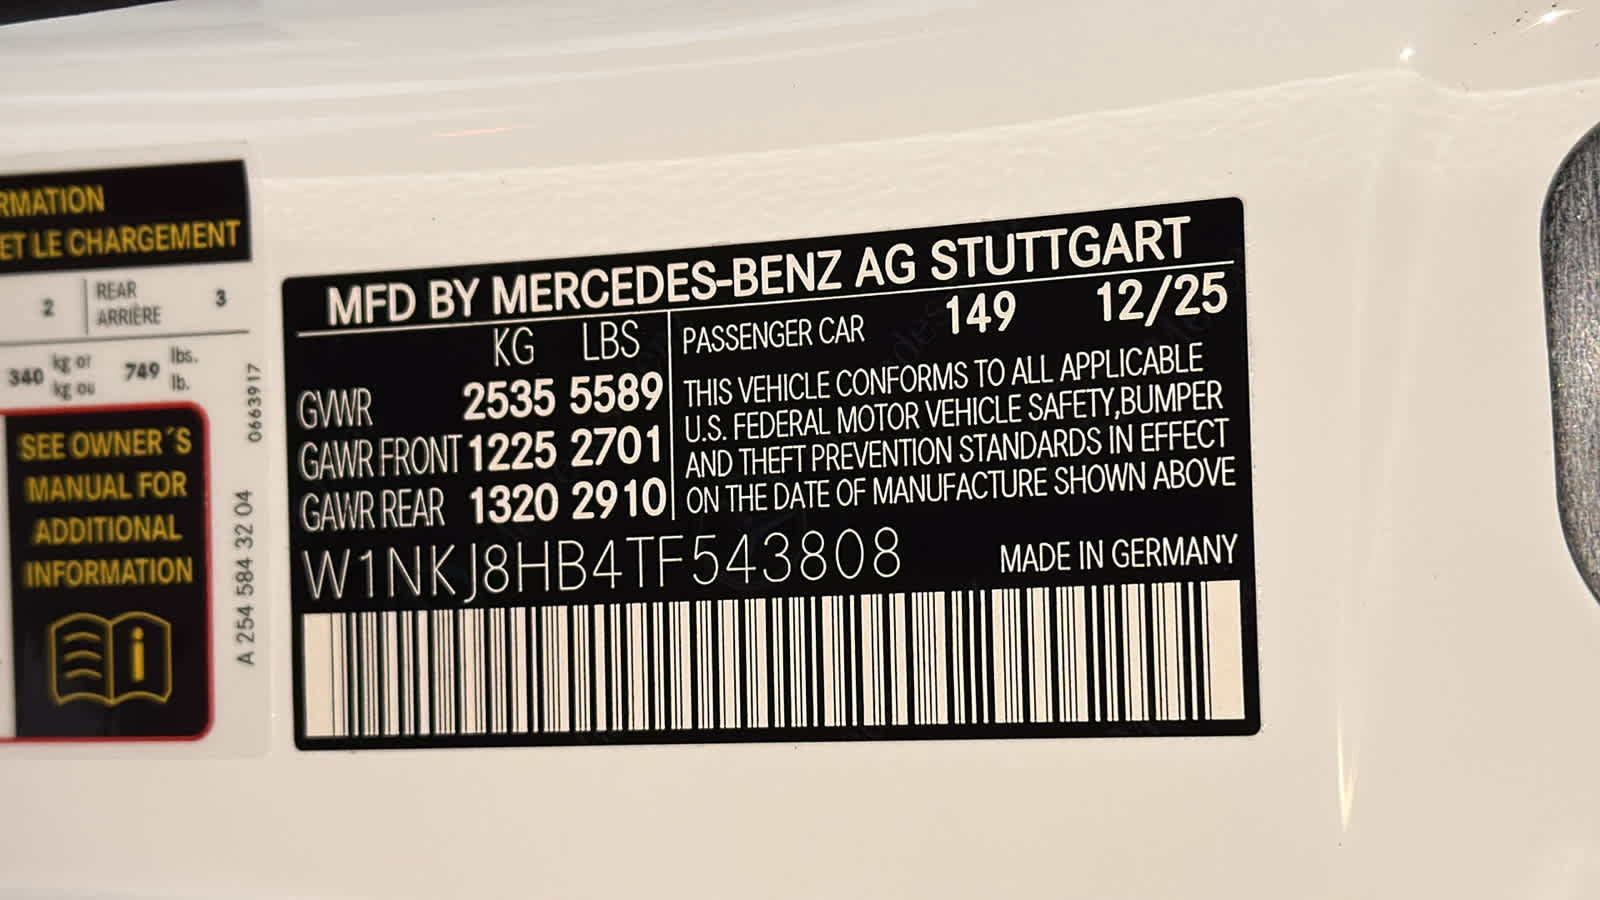 RMATION
ET LE CHARGEMENT
2
REAR
ARRIÈRE
3
340 kg or 749 lbs.
kg ou lb.
SEE OWNER´S
MANUAL FOR
ADDITIONAL
INFORMATION
0663917
A 254 584 32 04
MFD BY MERCEDES-BENZ AG STUTTGART
KG LBS
GVWR 2535 5589
GAWR FRONT 1225 2701
GAWR REAR 1320 2910
PASSENGER CAR 149 12/25
THIS VEHICLE CONFORMS TO ALL APPLICABLE
U.S. FEDERAL MOTOR VEHICLE SAFETY,BUMPER
AND THEFT PREVENTION STANDARDS IN EFFECT
ON THE DATE OF MANUFACTURE SHOWN ABOVE
W1NKJ8HB4TF543808
MADE IN GERMANY